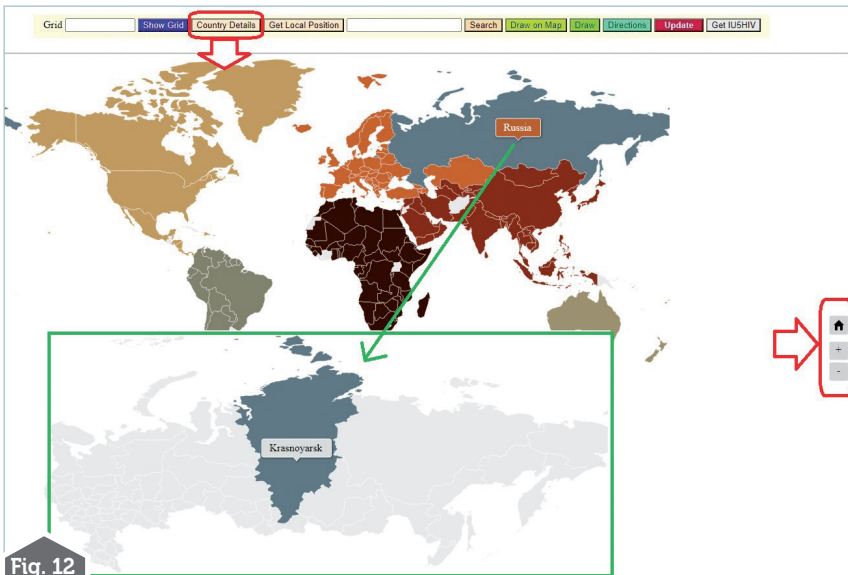 Grid Show Grid Country Details Get Local Position Search Draw on Map Draw Directions Update Get IU5HIV
Russia
+
-
Krasnoyarsk
Fig. 12